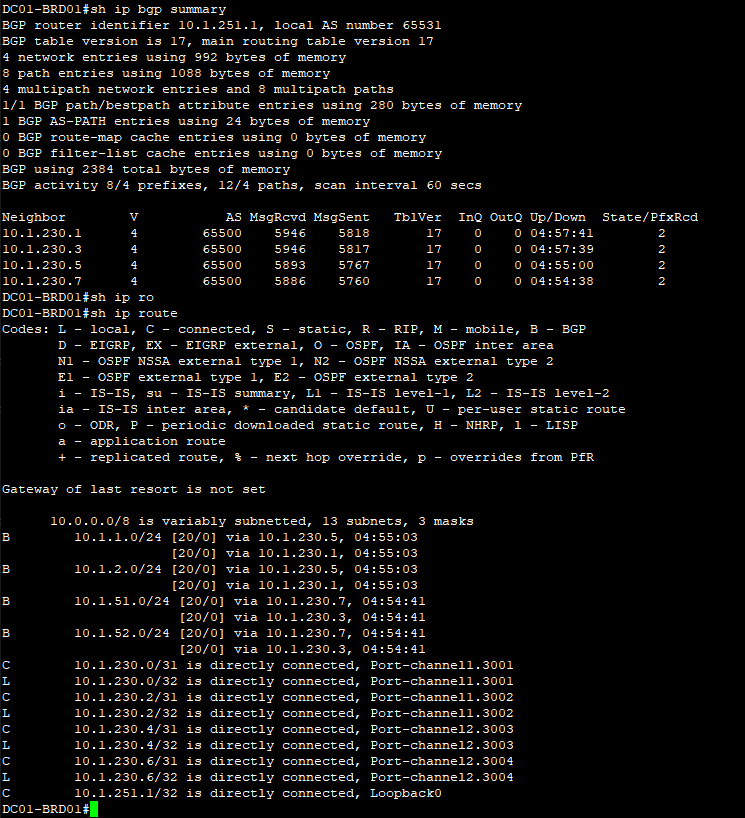 DC01-BRD01#sh ip bgp summary
BGP router identifier 10.1.251.1, local AS number 65531
BGP table version is 17, main routing table version 17
4 network entries using 992 bytes of memory
8 path entries using 1088 bytes of memory
4 multipath network entries and 8 multipath paths
1/1 BGP path/bestpath attribute entries using 280 bytes of memory
1 BGP AS-PATH entries using 24 bytes of memory
0 BGP route-map cache entries using 0 bytes of memory
0 BGP filter-list cache entries using 0 bytes of memory
BGP using 2384 total bytes of memory
BGP activity 8/4 prefixes, 12/4 paths, scan interval 60 secs

Neighbor        V           AS MsgRcvd MsgSent   TblVer  InQ OutQ Up/Down  State/PfxRcd
10.1.230.1      4        65500    5946    5818       17    0    0 04:57:41        2
10.1.230.3      4        65500    5946    5817       17    0    0 04:57:39        2
10.1.230.5      4        65500    5893    5767       17    0    0 04:55:00        2
10.1.230.7      4        65500    5886    5760       17    0    0 04:54:38        2
DC01-BRD01#sh ip ro
DC01-BRD01#sh ip route
Codes: L - local, C - connected, S - static, R - RIP, M - mobile, B - BGP
       D - EIGRP, EX - EIGRP external, O - OSPF, IA - OSPF inter area
       N1 - OSPF NSSA external type 1, N2 - OSPF NSSA external type 2
       E1 - OSPF external type 1, E2 - OSPF external type 2
       i - IS-IS, su - IS-IS summary, L1 - IS-IS level-1, L2 - IS-IS level-2
       ia - IS-IS inter area, * - candidate default, U - per-user static route
       o - ODR, P - periodic downloaded static route, H - NHRP, l - LISP
       a - application route
       + - replicated route, % - next hop override, p - overrides from PfR

Gateway of last resort is not set

      10.0.0.0/8 is variably subnetted, 13 subnets, 3 masks
B        10.1.1.0/24 [20/0] via 10.1.230.5, 04:55:03
                     [20/0] via 10.1.230.1, 04:55:03
B        10.1.2.0/24 [20/0] via 10.1.230.5, 04:55:03
                     [20/0] via 10.1.230.1, 04:55:03
B        10.1.51.0/24 [20/0] via 10.1.230.7, 04:54:41
                      [20/0] via 10.1.230.3, 04:54:41
B        10.1.52.0/24 [20/0] via 10.1.230.7, 04:54:41
                      [20/0] via 10.1.230.3, 04:54:41
C        10.1.230.0/31 is directly connected, Port-channel1.3001
L        10.1.230.0/32 is directly connected, Port-channel1.3001
C        10.1.230.2/31 is directly connected, Port-channel1.3002
L        10.1.230.2/32 is directly connected, Port-channel1.3002
C        10.1.230.4/31 is directly connected, Port-channel2.3003
L        10.1.230.4/32 is directly connected, Port-channel2.3003
C        10.1.230.6/31 is directly connected, Port-channel2.3004
L        10.1.230.6/32 is directly connected, Port-channel2.3004
C        10.1.251.1/32 is directly connected, Loopback0
DC01-BRD01#